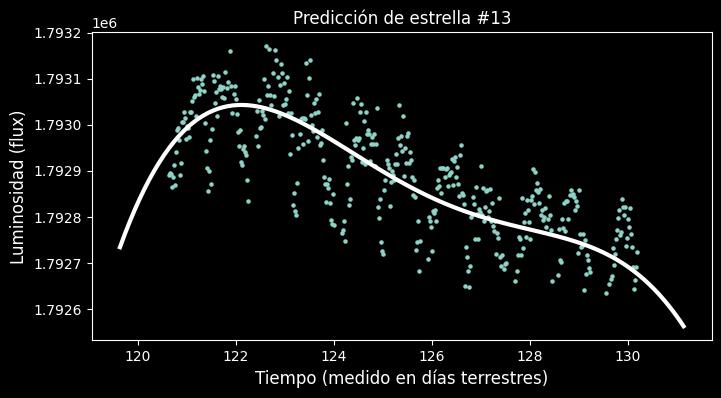 Predicción de estrella #13
1e6
1.7932
1.7931
1.7930
1.7929
1.7928
1.7927
1.7926
Luminosidad (flux)
120 122 124 126 128 130
Tiempo (medido en días terrestres)